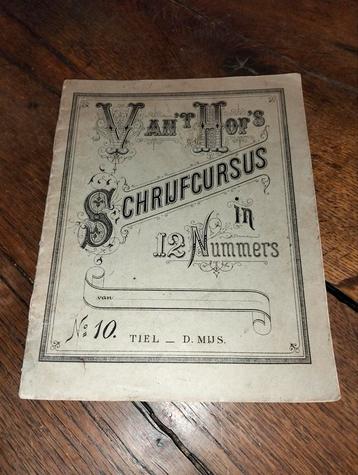 VAN'T HOF'S
SCHRIJFCURSUS
in
12 Nummers
van
No. 10.
TIEL — D. MIJS.